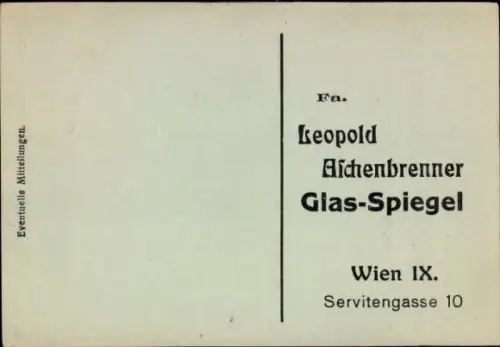 Eventuelle Mitteilungen.
Fa.
Leopold
Aschenbrenner
Glas-Spiegel
Wien IX.
Servitengasse 10